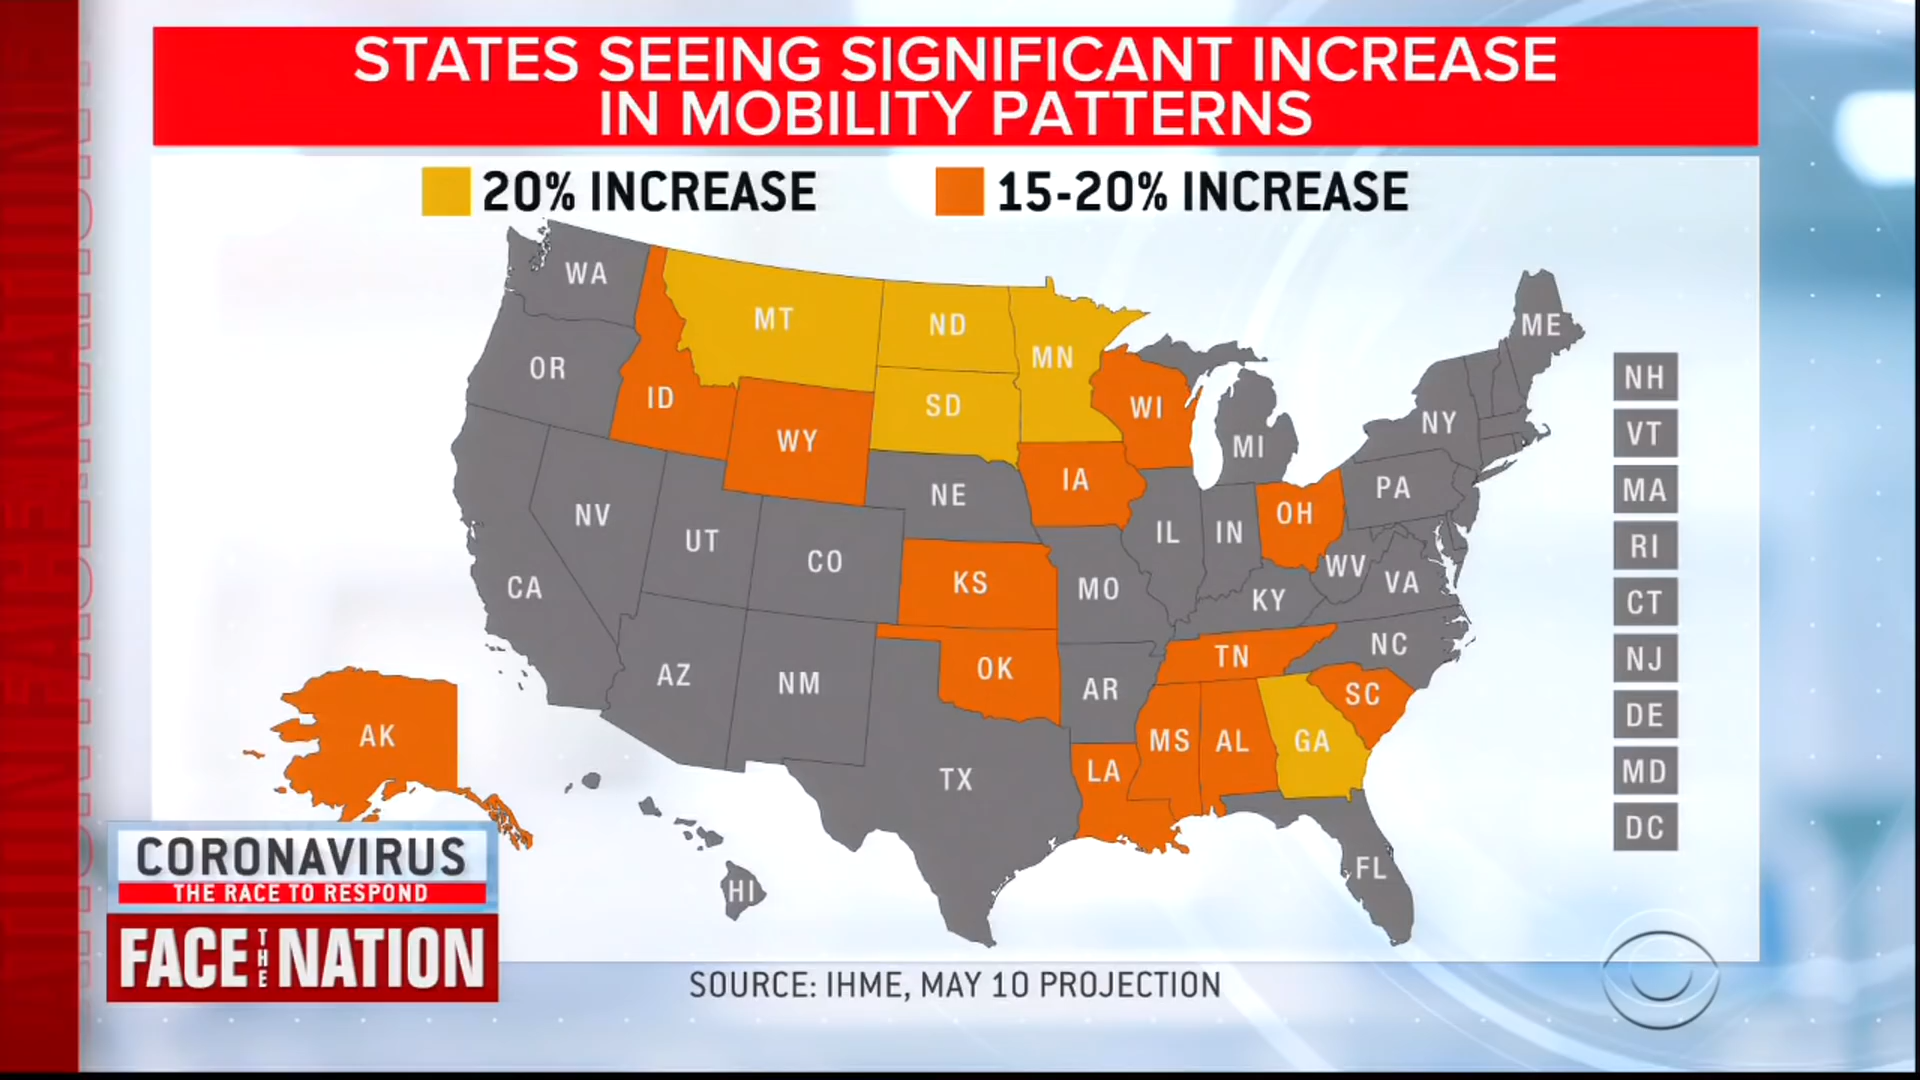 STATES SEEING SIGNIFICANT INCREASE
IN MOBILITY PATTERNS
20% INCREASE
15-20% INCREASE
WA
MT
ND
MN
ME
OR
ID
SD
WI
NY
WY
MI
IA
NE
PA
NV
OH
IL
IN
UT
CO
WV
CA
KS
MO
VA
KY
NC
TN
AZ
NM
OK
AR
SC
AK
MS
AL
GA
LA
TX
FL
HI
NH
VT
MA
RI
CT
NJ
DE
MD
DC
CORONAVIRUS
THE RACE TO RESPOND
FACE THE NATION
SOURCE: IHME, MAY 10 PROJECTION